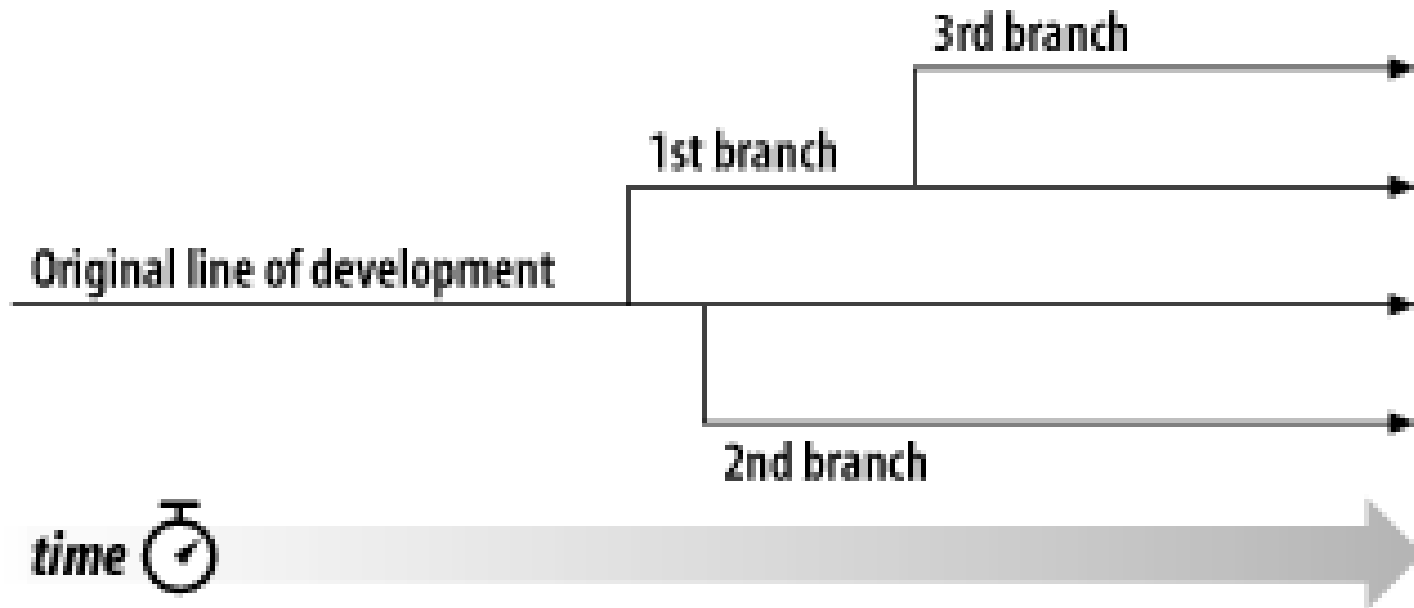 3rd branch
1st branch
Original line of development
2nd branch
time